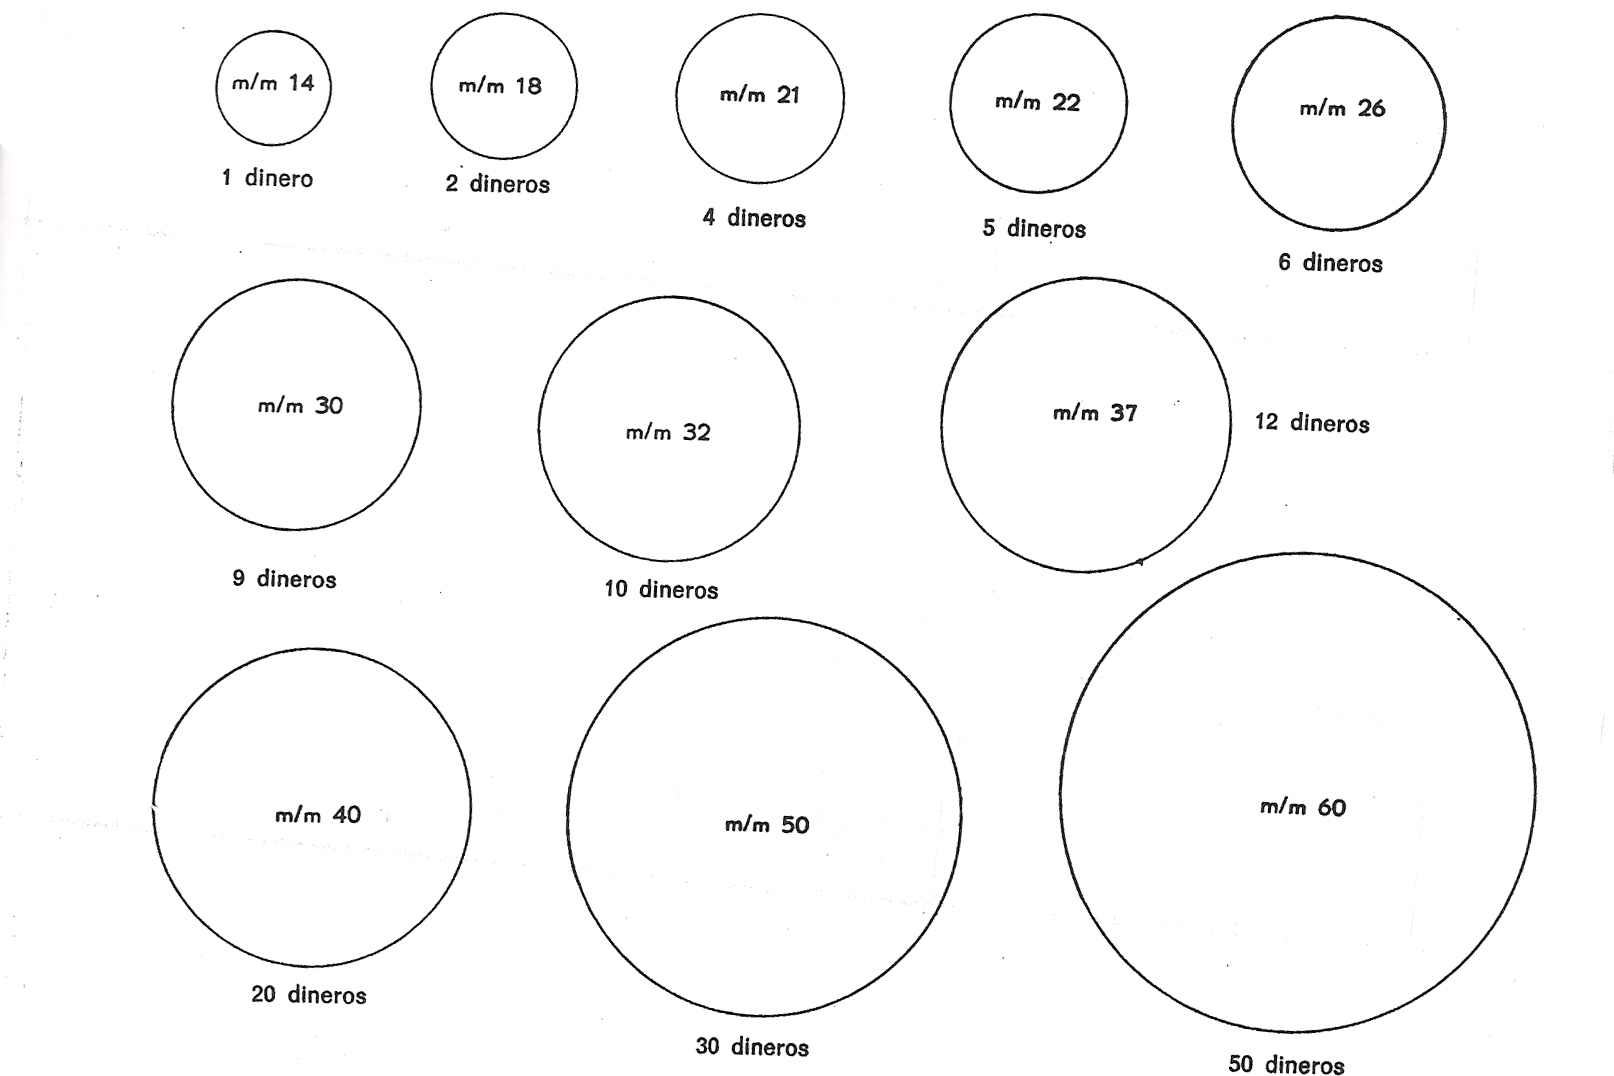 m/m 14
1 dinero
m/m 18
2 dineros
m/m 21
4 dineros
m/m 22
5 dineros
m/m 26
6 dineros
m/m 30
9 dineros
m/m 32
10 dineros
m/m 37
12 dineros
m/m 40
20 dineros
m/m 50
30 dineros
m/m 60
50 dineros